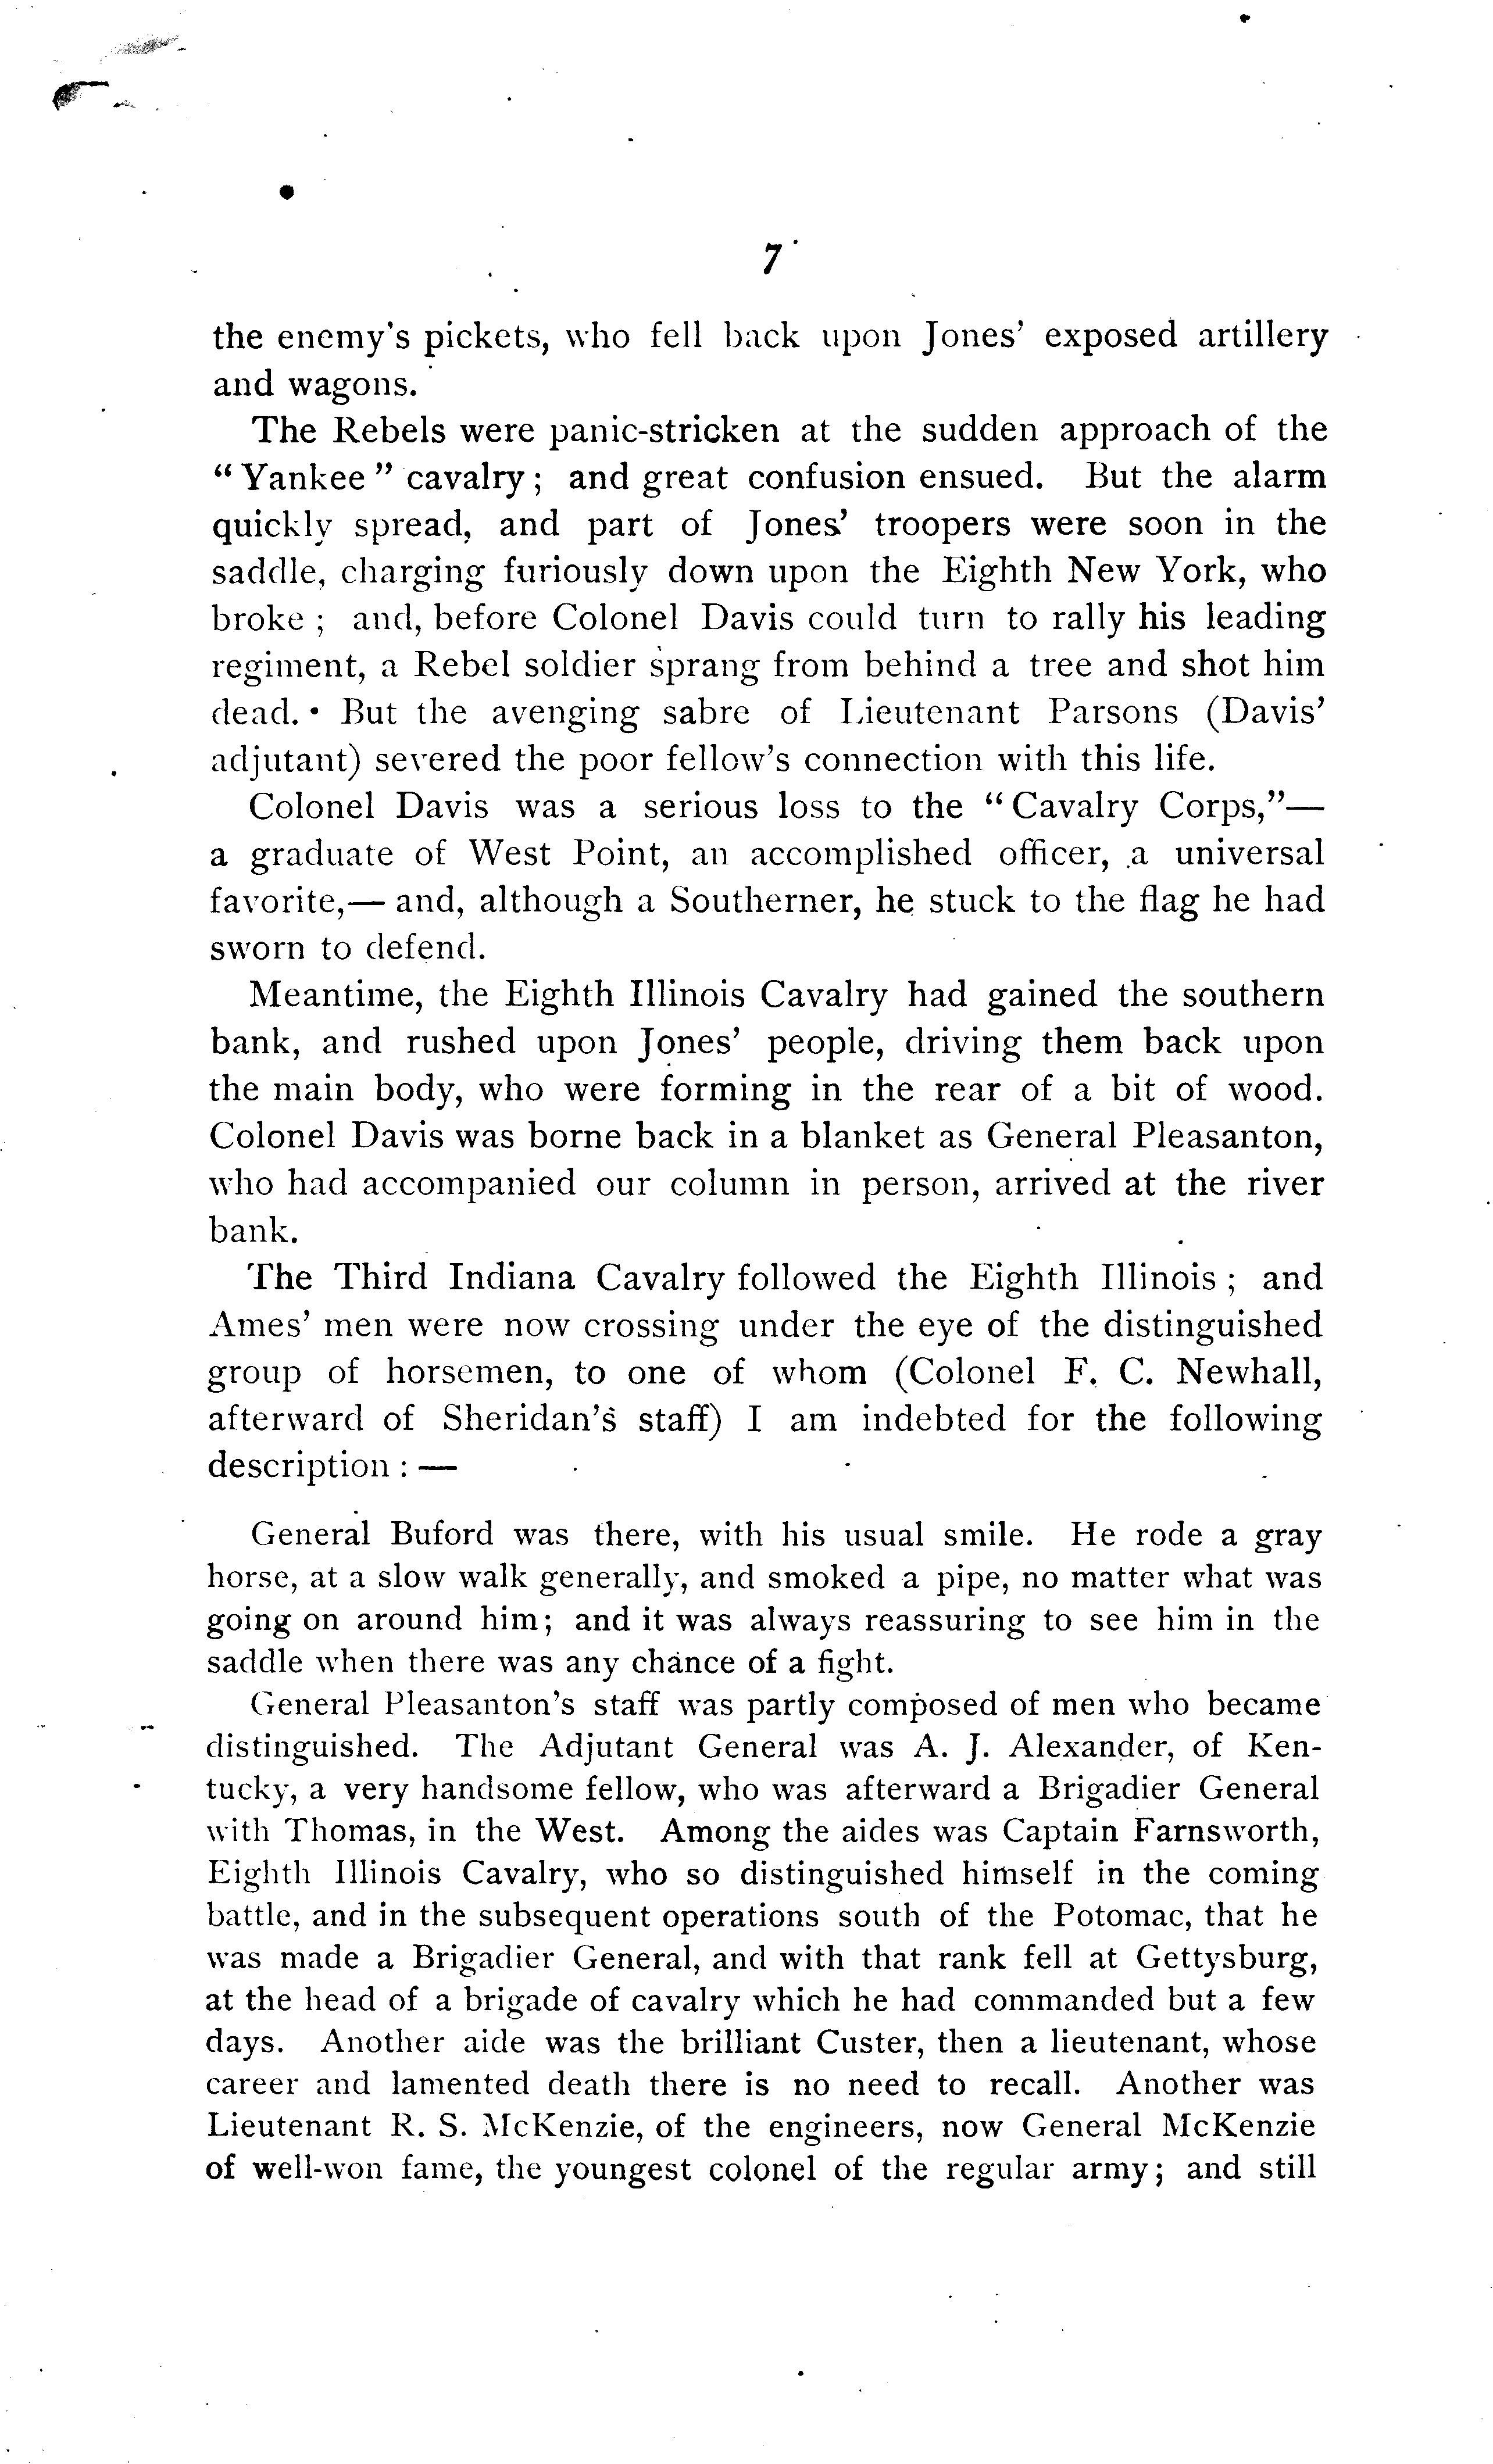 7
the enemy's pickets, who fell back upon Jones' exposed artillery
and wagons.
The Rebels were panic-stricken at the sudden approach of the
“ Yankee ” cavalry ; and great confusion ensued. But the alarm
quickly spread, and part of Jones' troopers were soon in the
saddle, charging furiously down upon the Eighth New York, who
broke ; and, before Colonel Davis could turn to rally his leading
regiment, a Rebel soldier sprang from behind a tree and shot him
dead. But the avenging sabre of Lieutenant Parsons (Davis'
adjutant) severed the poor fellow's connection with this life.
Colonel Davis was a serious loss to the “ Cavalry Corps,”—
a graduate of West Point, an accomplished officer, a universal
favorite,— and, although a Southerner, he stuck to the flag he had
sworn to defend.
Meantime, the Eighth Illinois Cavalry had gained the southern
bank, and rushed upon Jones' people, driving them back upon
the main body, who were forming in the rear of a bit of wood.
Colonel Davis was borne back in a blanket as General Pleasanton,
who had accompanied our column in person, arrived at the river
bank.
The Third Indiana Cavalry followed the Eighth Illinois ; and
Ames' men were now crossing under the eye of the distinguished
group of horsemen, to one of whom (Colonel F. C. Newhall,
afterward of Sheridan's staff) I am indebted for the following
description : —
General Buford was there, with his usual smile. He rode a gray
horse, at a slow walk generally, and smoked a pipe, no matter what was
going on around him; and it was always reassuring to see him in the
saddle when there was any chance of a fight.
General Pleasanton's staff was partly composed of men who became
distinguished. The Adjutant General was A. J. Alexander, of Ken-
tucky, a very handsome fellow, who was afterward a Brigadier General
with Thomas, in the West. Among the aides was Captain Farnsworth,
Eighth Illinois Cavalry, who so distinguished himself in the coming
battle, and in the subsequent operations south of the Potomac, that he
was made a Brigadier General, and with that rank fell at Gettysburg,
at the head of a brigade of cavalry which he had commanded but a few
days. Another aide was the brilliant Custer, then a lieutenant, whose
career and lamented death there is no need to recall. Another was
Lieutenant R. S. McKenzie, of the engineers, now General McKenzie
of well-won fame, the youngest colonel of the regular army; and still